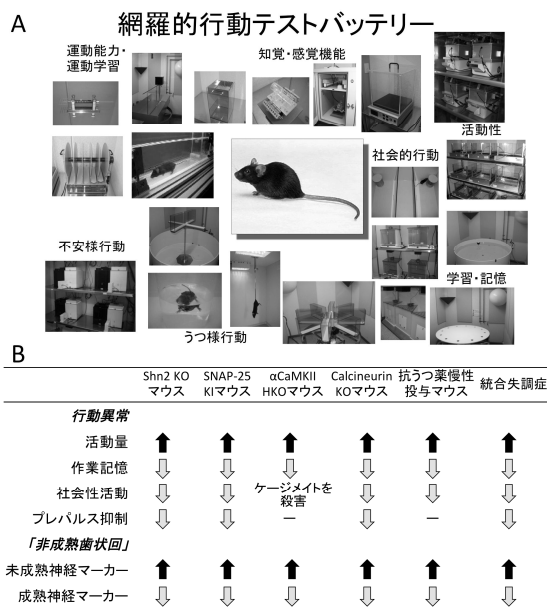 A
網羅的行動テストバッテリー
運動能力・
運動学習
知覚・感覚機能
活動性
社会的行動
不安様行動
学習・記憶
うつ様行動
B
Shn2 KO マウス SNAP-25 KIマウス αCaMKII HKOマウス Calcineurin KOマウス 抗うつ薬慢性 投与マウス 統合失調症
行動異常
活動量
作業記憶
社会性活動 ケージメイトを 殺害
プレパルス抑制 － －
「非成熟歯状回」
未成熟神経マーカー
成熟神経マーカー